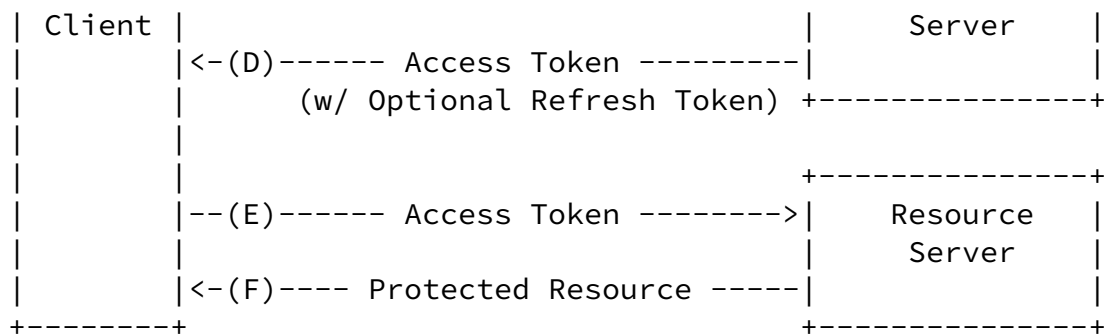 | Client |                                   |     Server    |
|        |<-(D)------ Access Token ---------|               |
|        |      (w/ Optional Refresh Token) +---------------+
|        |
|        |                                  +---------------+
|        |--(E)------ Access Token -------->|    Resource   |
|        |                                  |     Server    |
|        |<-(F)---- Protected Resource -----|               |
+--------+                                  +---------------+